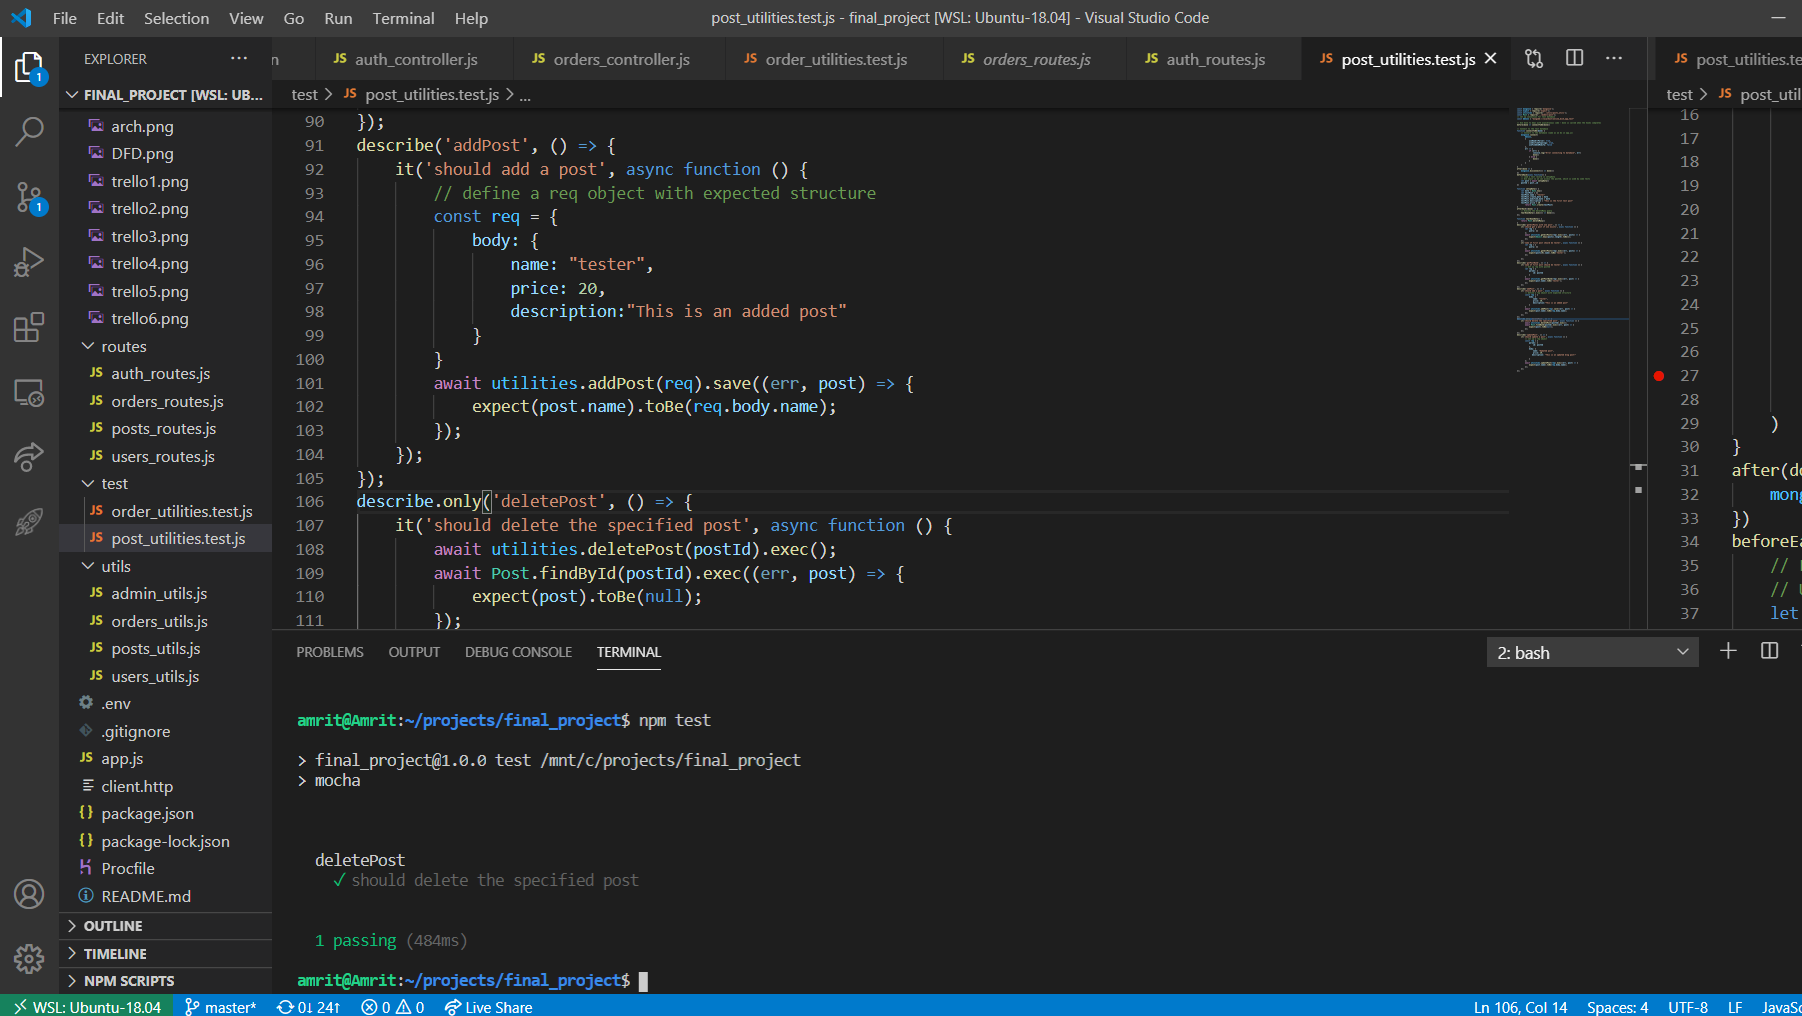 File Edit Selection View Go Run Terminal Help
post_utilities.test.js - final_project [WSL: Ubuntu-18.04] - Visual Studio Code
EXPLORER
JS auth_controller.js
JS orders_controller.js
JS order_utilities.test.js
JS orders_routes.js
JS auth_routes.js
JS post_utilities.test.js
JS post_utilities.te
FINAL_PROJECT [WSL: UB...
arch.png
DFD.png
trello1.png
trello2.png
trello3.png
trello4.png
trello5.png
trello6.png
routes
JS auth_routes.js
JS orders_routes.js
JS posts_routes.js
JS users_routes.js
test
JS order_utilities.test.js
JS post_utilities.test.js
utils
JS admin_utils.js
JS orders_utils.js
JS posts_utils.js
JS users_utils.js
.env
.gitignore
JS app.js
client.http
{} package.json
{} package-lock.json
Procfile
README.md
OUTLINE
TIMELINE
NPM SCRIPTS
test > JS post_utilities.test.js > ...
90 });
91 describe('addPost', () => {
92 it('should add a post', async function () {
93 // define a req object with expected structure
94 const req = {
95 body: {
96 name: "tester",
97 price: 20,
98 description:"This is an added post"
99 }
100 }
101 await utilities.addPost(req).save((err, post) => {
102 expect(post.name).toBe(req.body.name);
103 });
104 });
105 });
106 describe.only('deletePost', () => {
107 it('should delete the specified post', async function () {
108 await utilities.deletePost(postId).exec();
109 await Post.findById(postId).exec((err, post) => {
110 expect(post).toBe(null);
111 });
test > JS post_util
16
17
18
19
20
21
22
23
24
25
26
27
28
29 )
30 }
31 after(do
32 mong
33 })
34 beforeEa
35 //
36 //
37 let
PROBLEMS OUTPUT DEBUG CONSOLE TERMINAL
2: bash
amrit@Amrit:~/projects/final_project$ npm test
> final_project@1.0.0 test /mnt/c/projects/final_project
> mocha
deletePost
✓ should delete the specified post
1 passing (484ms)
amrit@Amrit:~/projects/final_project$
WSL: Ubuntu-18.04 master* 0↓ 24↑ 0 0 Live Share
Ln 106, Col 14 Spaces: 4 UTF-8 LF JavaSc